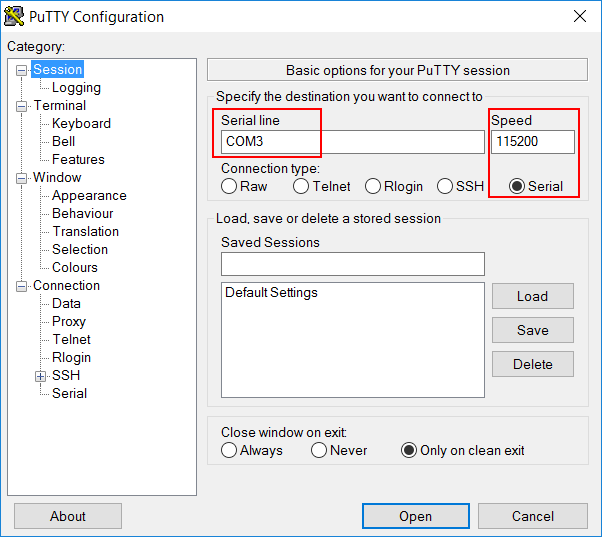 PuTTY Configuration
Category:
Session
Logging
Terminal
Keyboard
Bell
Features
Window
Appearance
Behaviour
Translation
Selection
Colours
Connection
Data
Proxy
Telnet
Rlogin
SSH
Serial
Basic options for your PuTTY session
Specify the destination you want to connect to
Serial line Speed
COM3 115200
Connection type:
Raw Telnet Rlogin SSH Serial
Load, save or delete a stored session
Saved Sessions
Default Settings
Load
Save
Delete
Close window on exit:
Always Never Only on clean exit
About Open Cancel